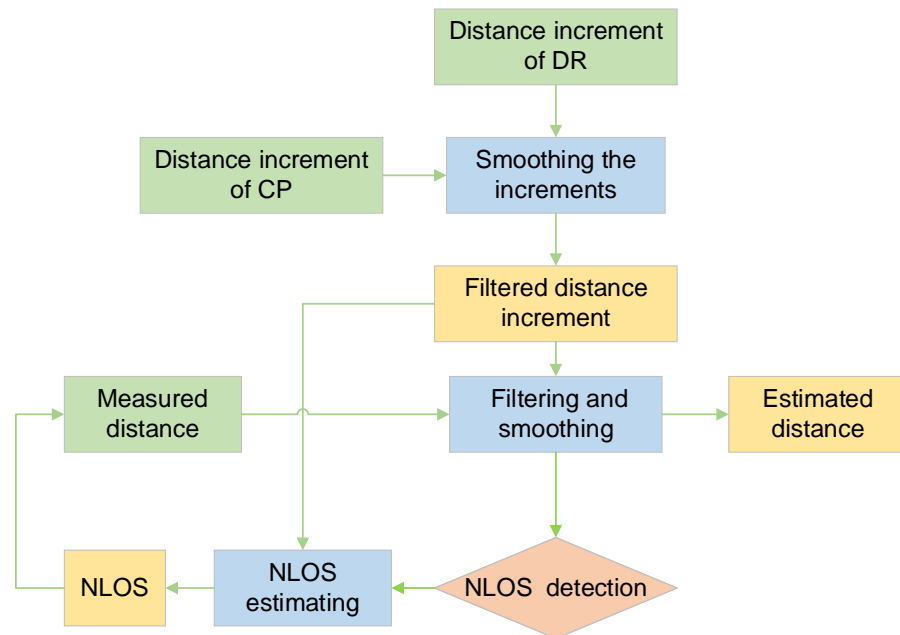 Distance increment
of DR
Distance increment
of CP
Smoothing the
increments
Filtered distance
increment
Measured
distance
Filtering and
smoothing
Estimated
distance
NLOS
NLOS
estimating
NLOS detection